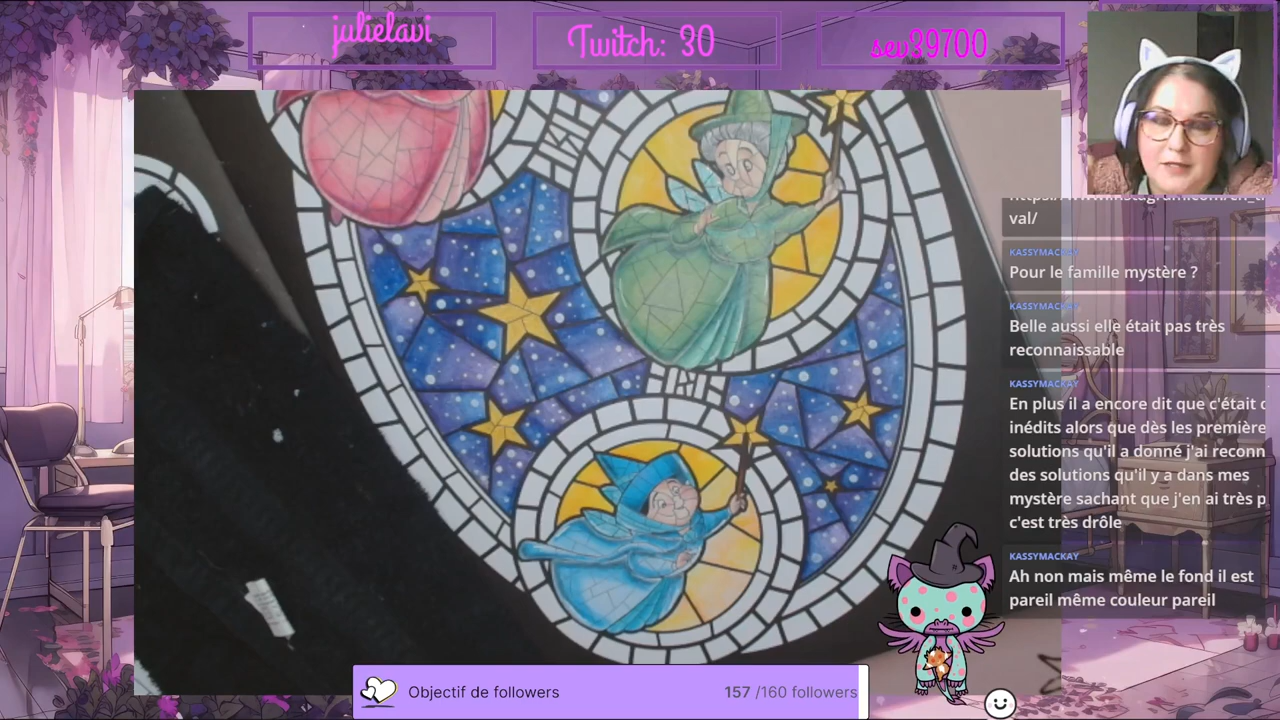 julielavi
Twitch: 30
sev39700
val/
KASSYMACKAY
Pour le famille mystère ?
KASSYMACKAY
Belle aussi elle était pas très
reconnaissable
KASSYMACKAY
En plus il a encore dit que c'était
inédits alors que dès les première
solutions qu'il a donné j'ai
des solutions qu'il y a dans mes
mystère sachant que j'en ai très
c'est très drôle
KASSYMACKAY
Ah non mais même le fond il est
pareil même couleur pareil
Objectif de followers
157 /160 followers